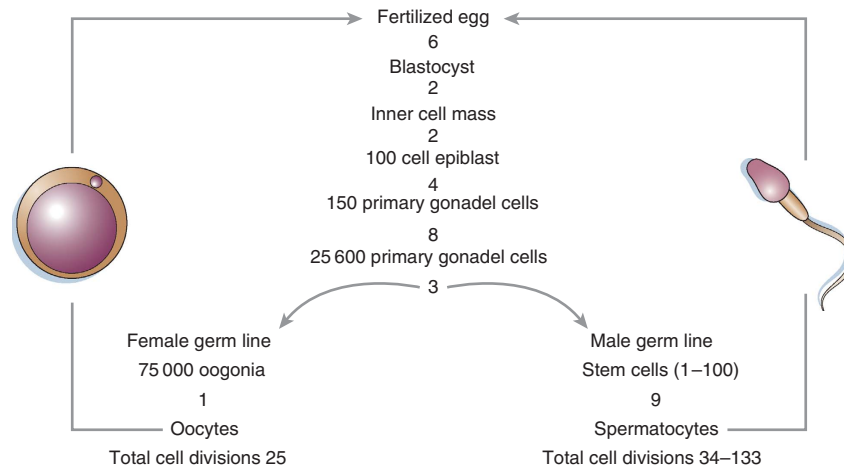 Fertilized egg
6
Blastocyst
2
Inner cell mass
2
100 cell epiblast
4
150 primary gonadel cells
8
25 600 primary gonadel cells
3
Female germ line
75 000 oogonia
1
Oocytes
Total cell divisions 25
Male germ line
Stem cells (1–100)
9
Spermatocytes
Total cell divisions 34–133